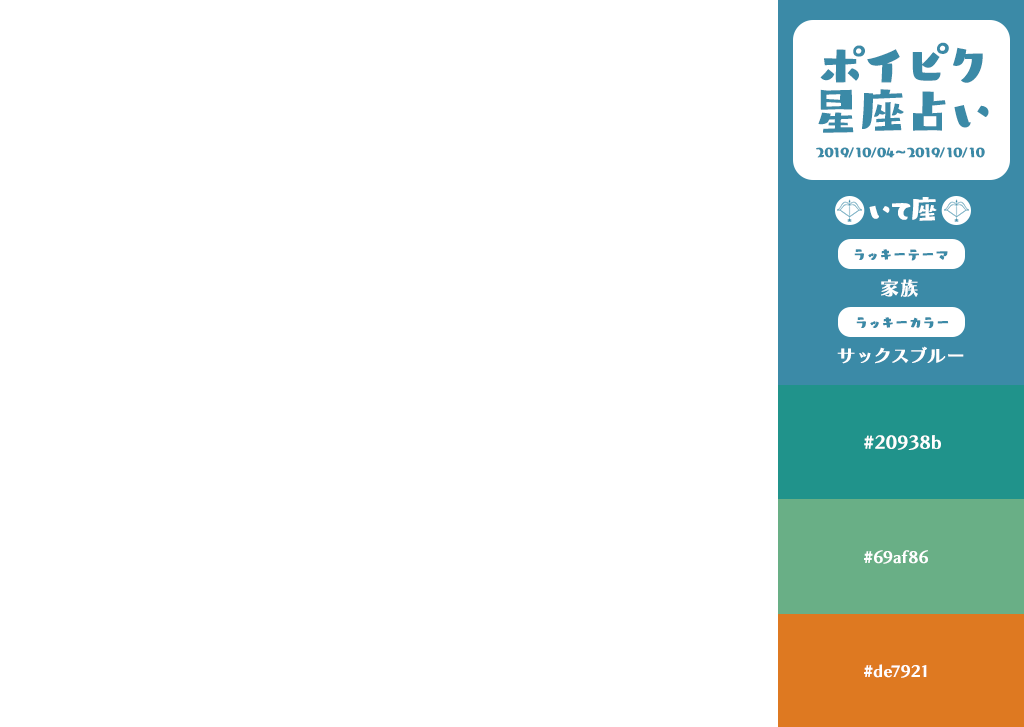 ポイピク
星座占い
2019/10/04~2019/10/10
いて座
ラッキーテーマ
家族
ラッキーカラー
サックスブルー
#20938b
#69af86
#de7921